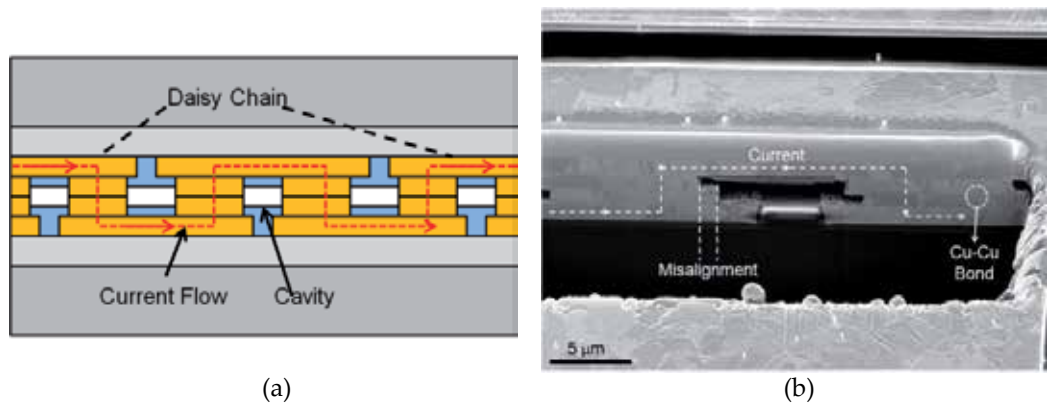 Daisy Chain
Current Flow
Cavity
(a)
Current
Misalignment
Cu-Cu
Bond
5 μm
(b)